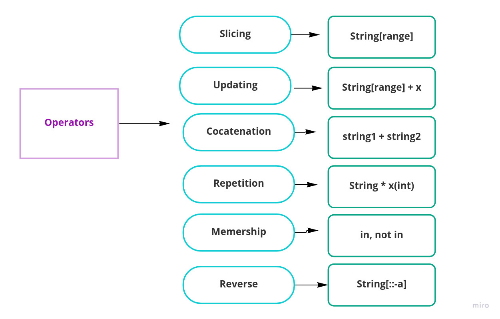 Slicing
String[range]
Updating
String[range] + x
Operators
Cocatenation
string1 + string2
Repetition
String * x(int)
Memership
in, not in
Reverse
String[::-a]
miro